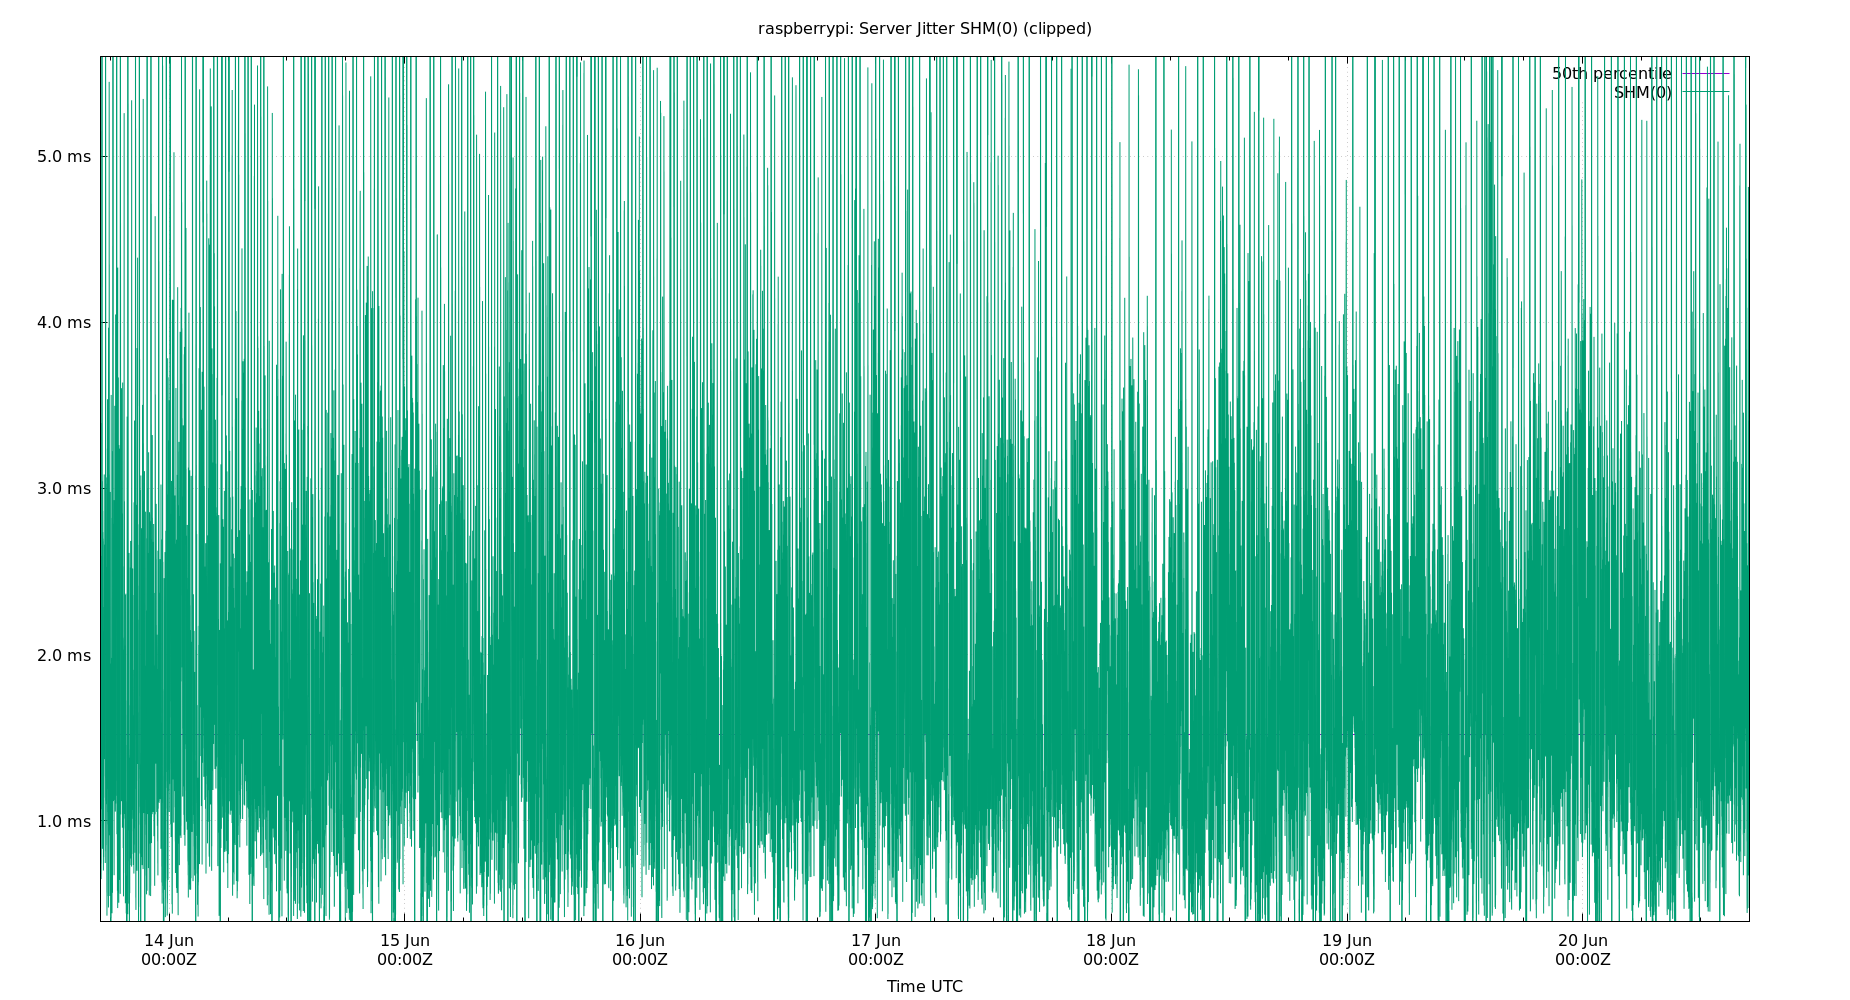 raspberrypi: Server Jitter SHM(0) (clipped)
50th percentile
SHM(0)
5.0 ms
4.0 ms
3.0 ms
2.0 ms
1.0 ms
14 Jun 15 Jun 16 Jun 17 Jun 18 Jun 19 Jun 20 Jun
00:00Z 00:00Z 00:00Z 00:00Z 00:00Z 00:00Z 00:00Z
Time UTC